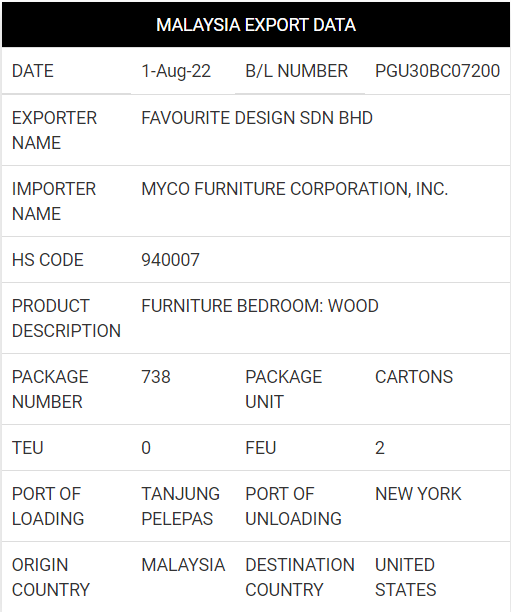 MALAYSIA EXPORT DATA
DATE 1-Aug-22 B/L NUMBER PGU30BC07200
EXPORTER NAME FAVOURITE DESIGN SDN BHD
IMPORTER NAME MYCO FURNITURE CORPORATION, INC.
HS CODE 940007
PRODUCT DESCRIPTION FURNITURE BEDROOM: WOOD
PACKAGE NUMBER 738 PACKAGE UNIT CARTONS
TEU 0 FEU 2
PORT OF LOADING TANJUNG PELEPAS PORT OF UNLOADING NEW YORK
ORIGIN COUNTRY MALAYSIA DESTINATION COUNTRY UNITED STATES